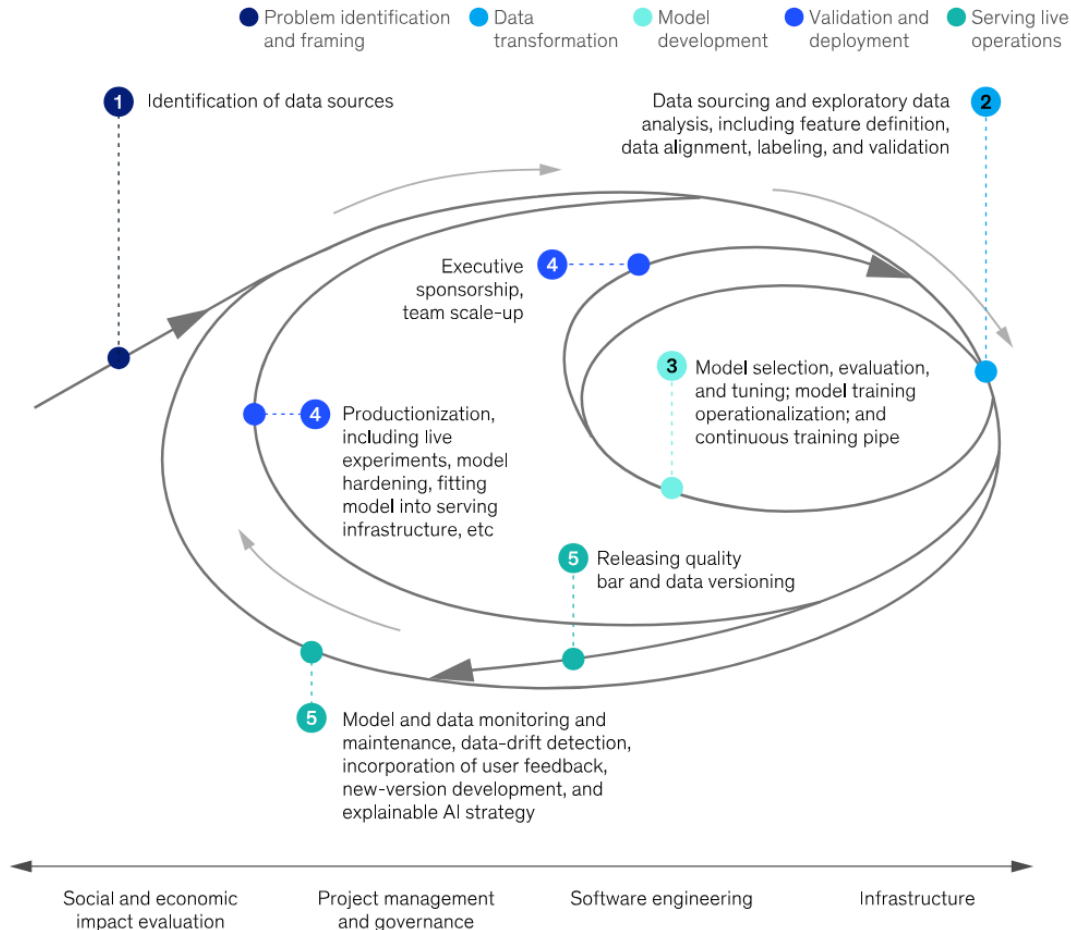 Problem identification
and framing
Data
transformation
Model
development
Validation and
deployment
Serving live
operations
1
Identification of data sources
Data sourcing and exploratory data
analysis, including feature definition,
data alignment, labeling, and validation
2
Executive
sponsorship,
team scale-up
4
3
Model selection, evaluation,
and tuning; model training
operationalization; and
continuous training pipe
4
Productionization,
including live
experiments, model
hardening, fitting
model into serving
infrastructure, etc
5
Releasing quality
bar and data versioning
5
Model and data monitoring and
maintenance, data-drift detection,
incorporation of user feedback,
new-version development, and
explainable AI strategy
Social and economic
impact evaluation
Project management
and governance
Software engineering
Infrastructure